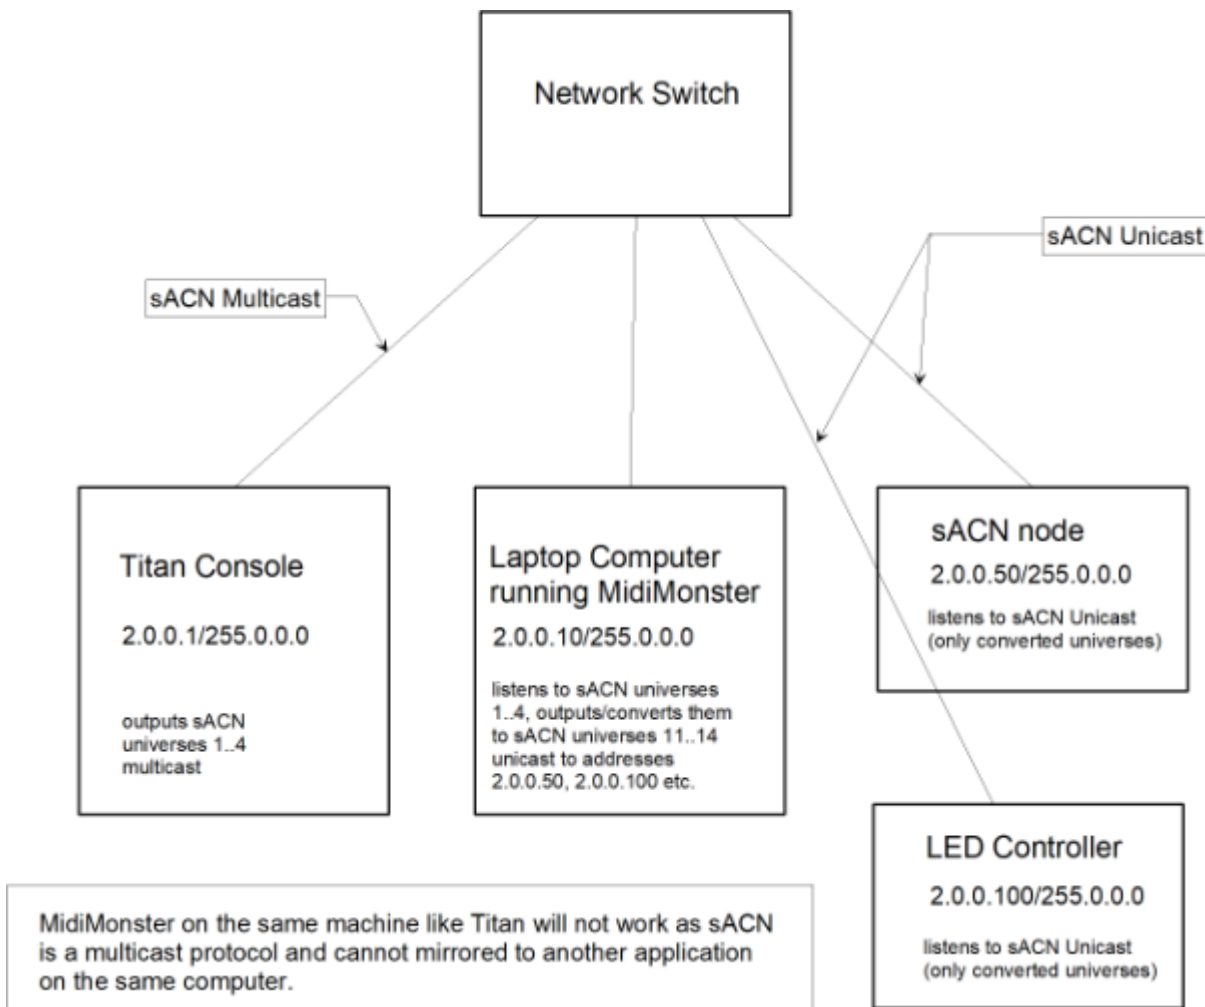 Network Switch
sACN Unicast
sACN Multicast
Titan Console
2.0.0.1/255.0.0.0
outputs sACN
universes 1..4
multicast
Laptop Computer
running MidiMonster
2.0.0.10/255.0.0.0
listens to sACN universes
1..4, outputs/converts them
to sACN universes 11..14
unicast to addresses
2.0.0.50, 2.0.0.100 etc.
sACN node
2.0.0.50/255.0.0.0
listens to sACN Unicast
(only converted universes)
LED Controller
2.0.0.100/255.0.0.0
listens to sACN Unicast
(only converted universes)
MidiMonster on the same machine like Titan will not work as sACN
is a multicast protocol and cannot mirrored to another application
on the same computer.